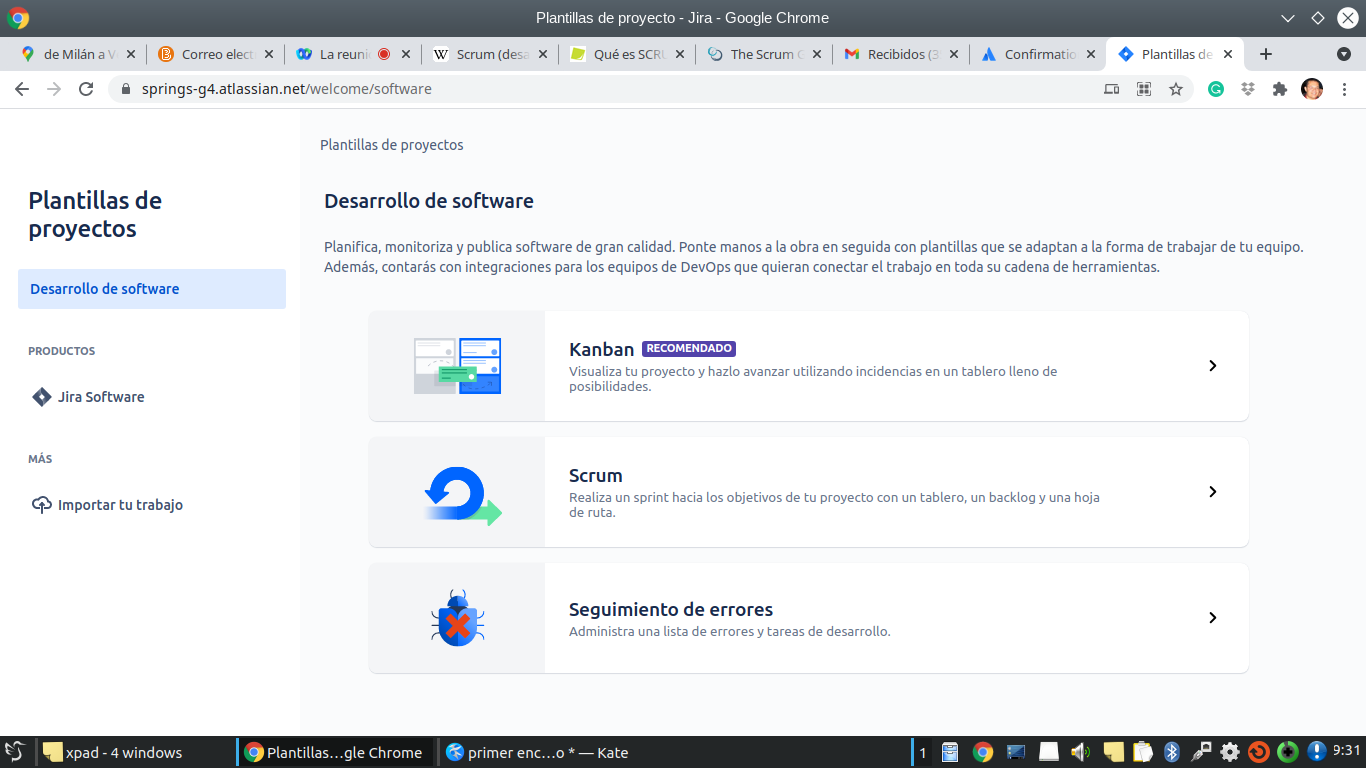 Plantillas de proyecto - Jira - Google Chrome
de Milán a V
Correo elect
La reuni
Scrum (desa
Qué es SCRU
The Scrum G
Recibidos (3
Confirmatio
Plantillas de
springs-g4.atlassian.net/welcome/software
Plantillas de proyectos
Plantillas de
proyectos
Desarrollo de software
PRODUCTOS
Jira Software
MÁS
Importar tu trabajo
Desarrollo de software
Planifica, monitoriza y publica software de gran calidad. Ponte manos a la obra en seguida con plantillas que se adaptan a la forma de trabajar de tu equipo.
Además, contarás con integraciones para los equipos de DevOps que quieran conectar el trabajo en toda su cadena de herramientas.
Kanban RECOMENDADO
Visualiza tu proyecto y hazlo avanzar utilizando incidencias en un tablero lleno de
posibilidades.
Scrum
Realiza un sprint hacia los objetivos de tu proyecto con un tablero, un backlog y una hoja
de ruta.
Seguimiento de errores
Administra una lista de errores y tareas de desarrollo.
xpad - 4 windows
Plantillas...gle Chrome
primer enc...o * — Kate
1
9:31